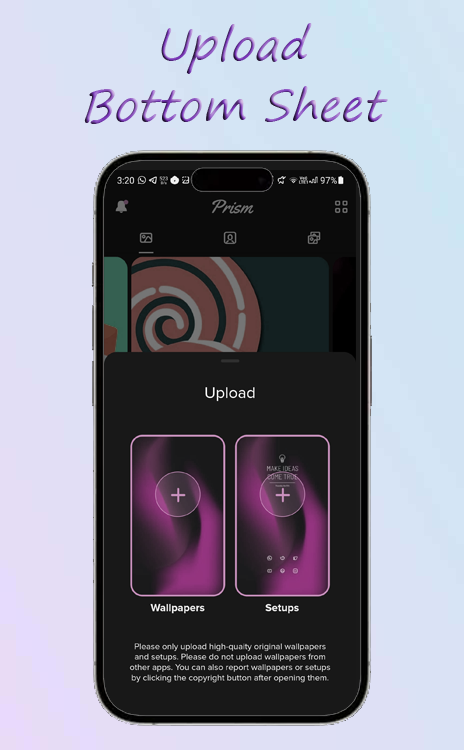 Upload
Bottom Sheet
3:20
97%
Prism
Upload
MAKE IDEAS
COME TRUE
Wallpapers
Setups
Please only upload high-quaity original wallpapers
and setups. Please do not upload wallpapers from
other apps. You can also report wallpapers or setups
by clicking the copyright button after opening them.